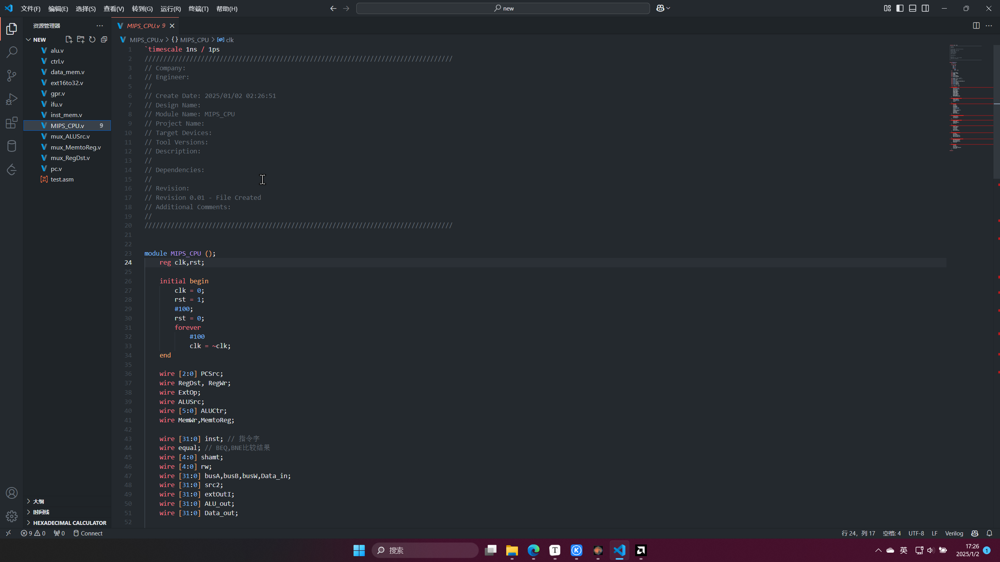 文件(F) 编辑(E) 选择(S) 查看(V) 转到(G) 运行(R) 终端(T) 帮助(H)
new
资源管理器
NEW
alu.v
ctrl.v
data_mem.v
ext16to32.v
gpr.v
ifu.v
inst_mem.v
MIPS_CPU.v 9
mux_ALUSrc.v
mux_MemtoReg.v
mux_RegDst.v
pc.v
test.asm
大纲
时间线
HEXADECIMAL CALCULATOR
MIPS_CPU.v 9
MIPS_CPU.v > {} MIPS_CPU > clk
1 `timescale 1ns / 1ps
2 //////////////////////////////////////////////////////////////////////////////////
3 // Company:
4 // Engineer:
5 //
6 // Create Date: 2025/01/02 02:26:51
7 // Design Name:
8 // Module Name: MIPS_CPU
9 // Project Name:
10 // Target Devices:
11 // Tool Versions:
12 // Description:
13 //
14 // Dependencies:
15 //
16 // Revision:
17 // Revision 0.01 - File Created
18 // Additional Comments:
19 //
20 //////////////////////////////////////////////////////////////////////////////////
21
22
23 module MIPS_CPU ();
24 reg clk,rst;
25
26 initial begin
27 clk = 0;
28 rst = 1;
29 #100;
30 rst = 0;
31 forever
32 #100
33 clk = ~clk;
34 end
35
36 wire [2:0] PCSrc;
37 wire RegDst, RegWr;
38 wire ExtOp;
39 wire ALUSrc;
40 wire [5:0] ALUCtr;
41 wire MemWr,MemtoReg;
42
43 wire [31:0] inst; // 指令字
44 wire equal; // BEQ,BNE比较结果
45 wire [4:0] shamt;
46 wire [4:0] rw;
47 wire [31:0] busA,busB,busW,Data_in;
48 wire [31:0] src2;
49 wire [31:0] extOutI;
50 wire [31:0] ALU_out;
51 wire [31:0] Data_out;
52
9 0 0 Connect
行 24，列 17 空格: 4 UTF-8 LF Verilog
搜索
英
17:26
2025/1/2
1